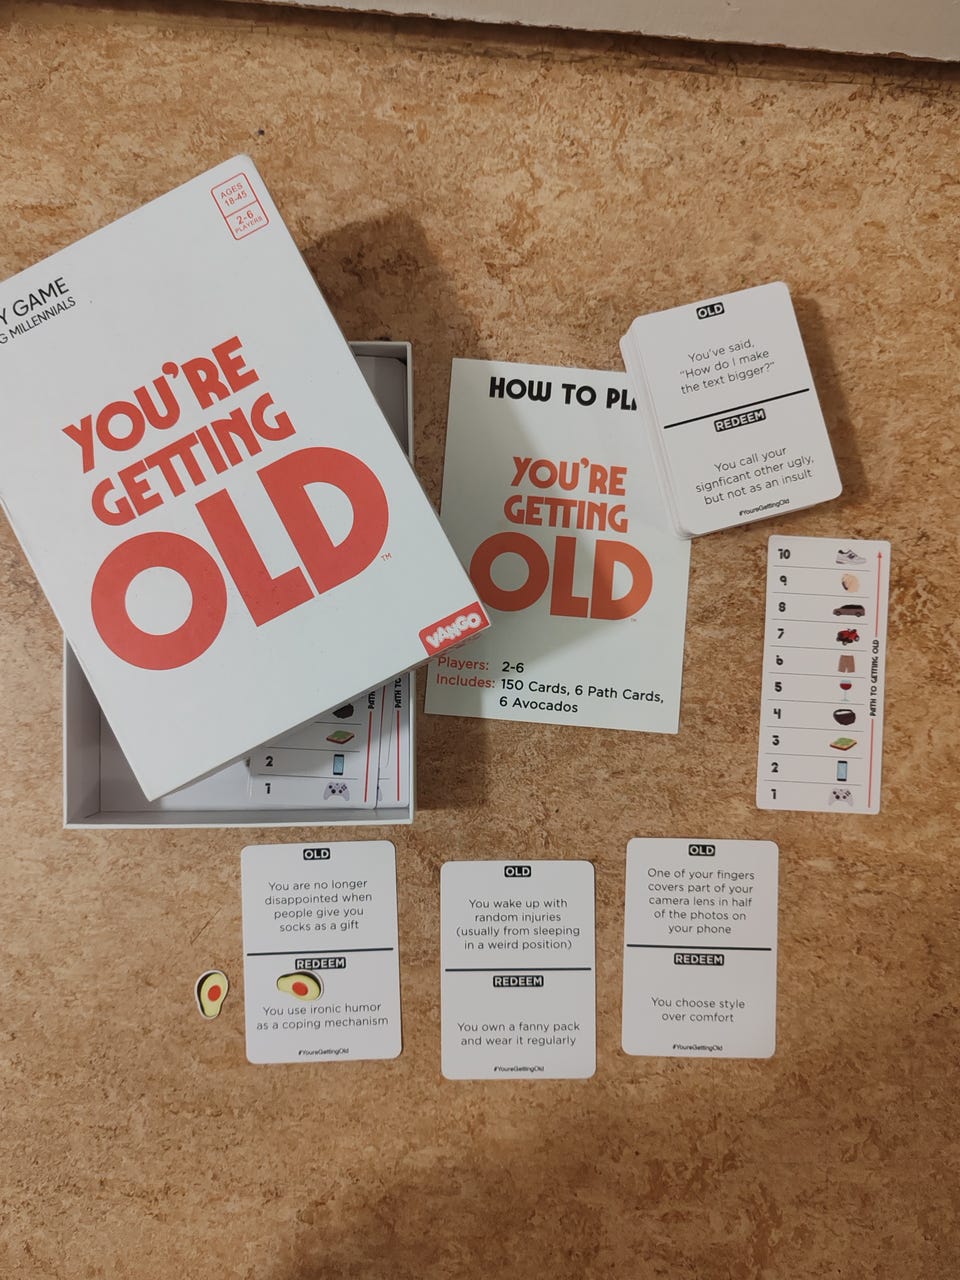 AGES
18-45
2-6
PLAYERS
Y GAME
G MILLENNIALS
YOU'RE
GETTING
OLD
TM
VANGO
HOW TO PLA
YOU'RE
GETTING
OLD
TM
Players: 2-6
Includes: 150 Cards, 6 Path Cards,
6 Avocados
OLD
You've said,
"How do I make
the text bigger?"
REDEEM
You call your
signficant other ugly,
but not as an insult
#YoureGettingOld
10
9
8
7
6
5
4
3
2
1
PATH TO GETTING OLD
2
1
PATH TO
PATH TO
OLD
You are no longer
disappointed when
people give you
socks as a gift
REDEEM
You use ironic humor
as a coping mechanism
#YoureGettingOld
OLD
You wake up with
random injuries
(usually from sleeping
in a weird position)
REDEEM
You own a fanny pack
and wear it regularly
#YoureGettingOld
OLD
One of your fingers
covers part of your
camera lens in half
of the photos on
your phone
REDEEM
You choose style
over comfort
#YoureGettingOld